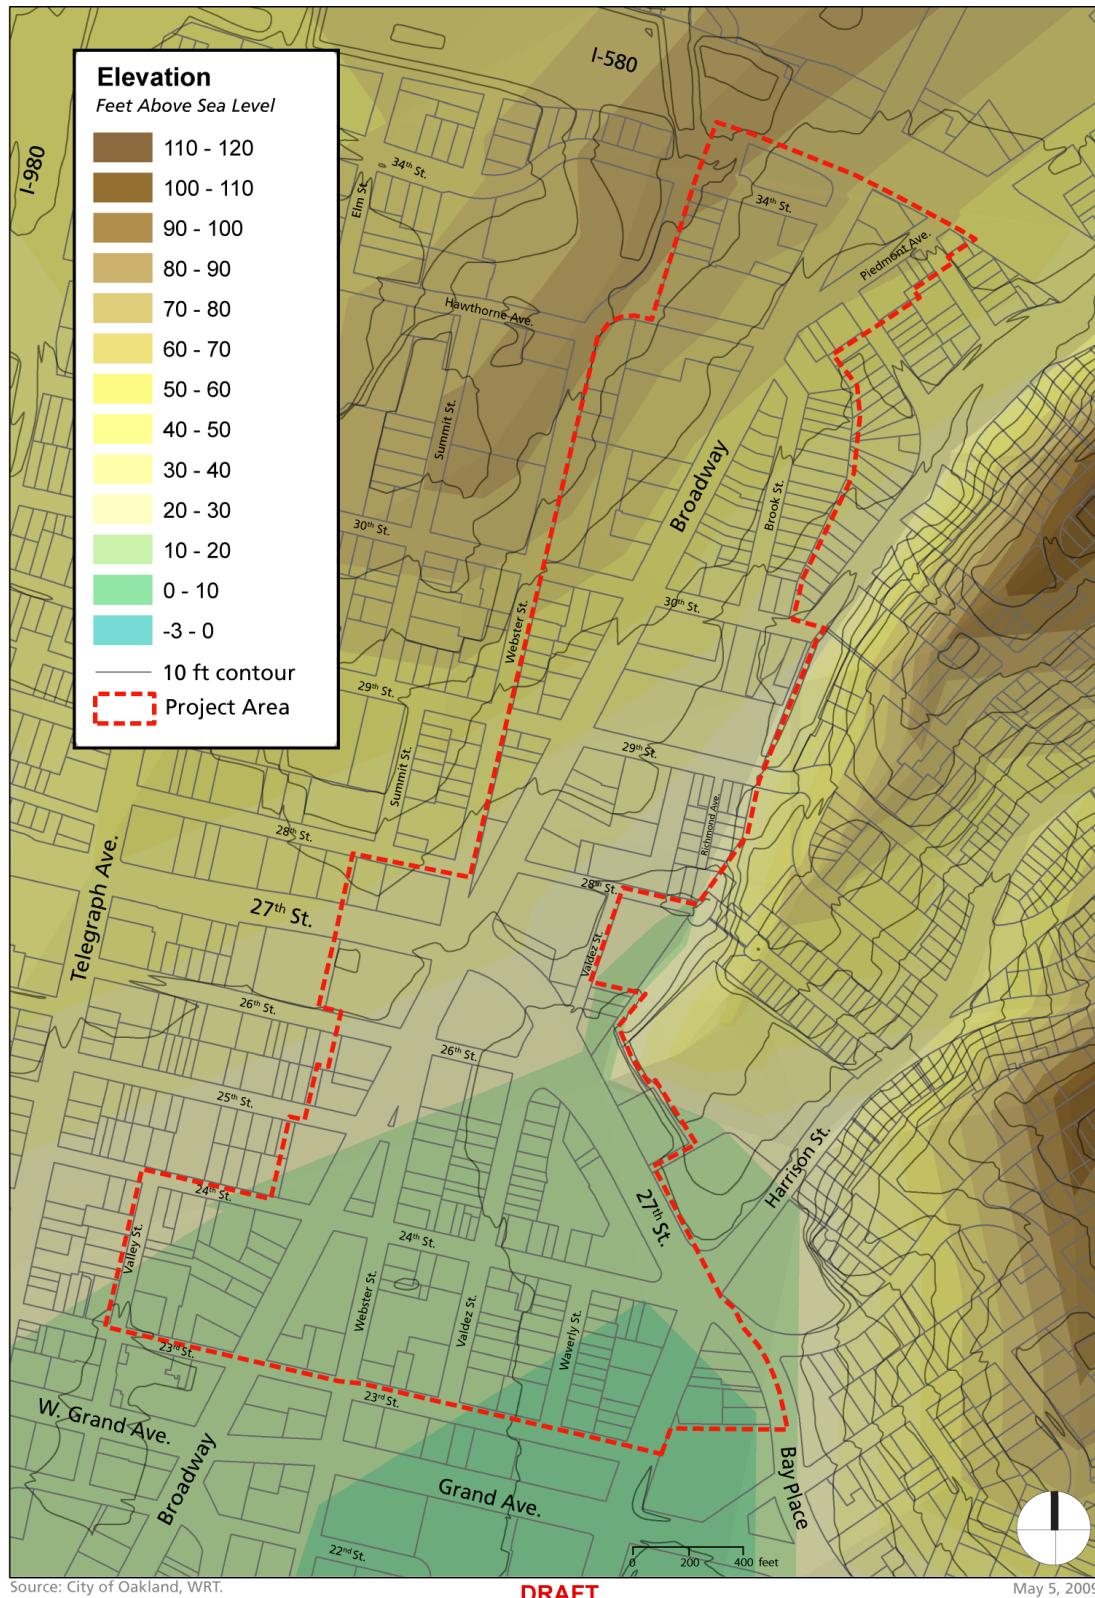 Elevation
Feet Above Sea Level
110 - 120
100 - 110
90 - 100
80 - 90
70 - 80
60 - 70
50 - 60
40 - 50
30 - 40
20 - 30
10 - 20
0 - 10
-3 - 0
10 ft contour
Project Area
I-580
I-980
34th St.
Elm St.
34th St.
Piedmont Ave.
Hawthorne Ave.
Summit St.
Broadway
Brook St.
30th St.
30th St.
Webster St.
29th St.
29th St.
Summit St.
Richmond Ave.
28th St.
Telegraph Ave.
28th St.
27th St.
Valdez St.
26th St.
26th St.
25th St.
Harrison St.
24th St.
27th St.
Valley St.
24th St.
Webster St.
Valdez St.
Waverly St.
23rd St.
23rd St.
W. Grand Ave.
Broadway
Grand Ave.
Bay Place
22nd St.
0 200 400 feet
Source: City of Oakland, WRT.
DRAFT
May 5, 2009